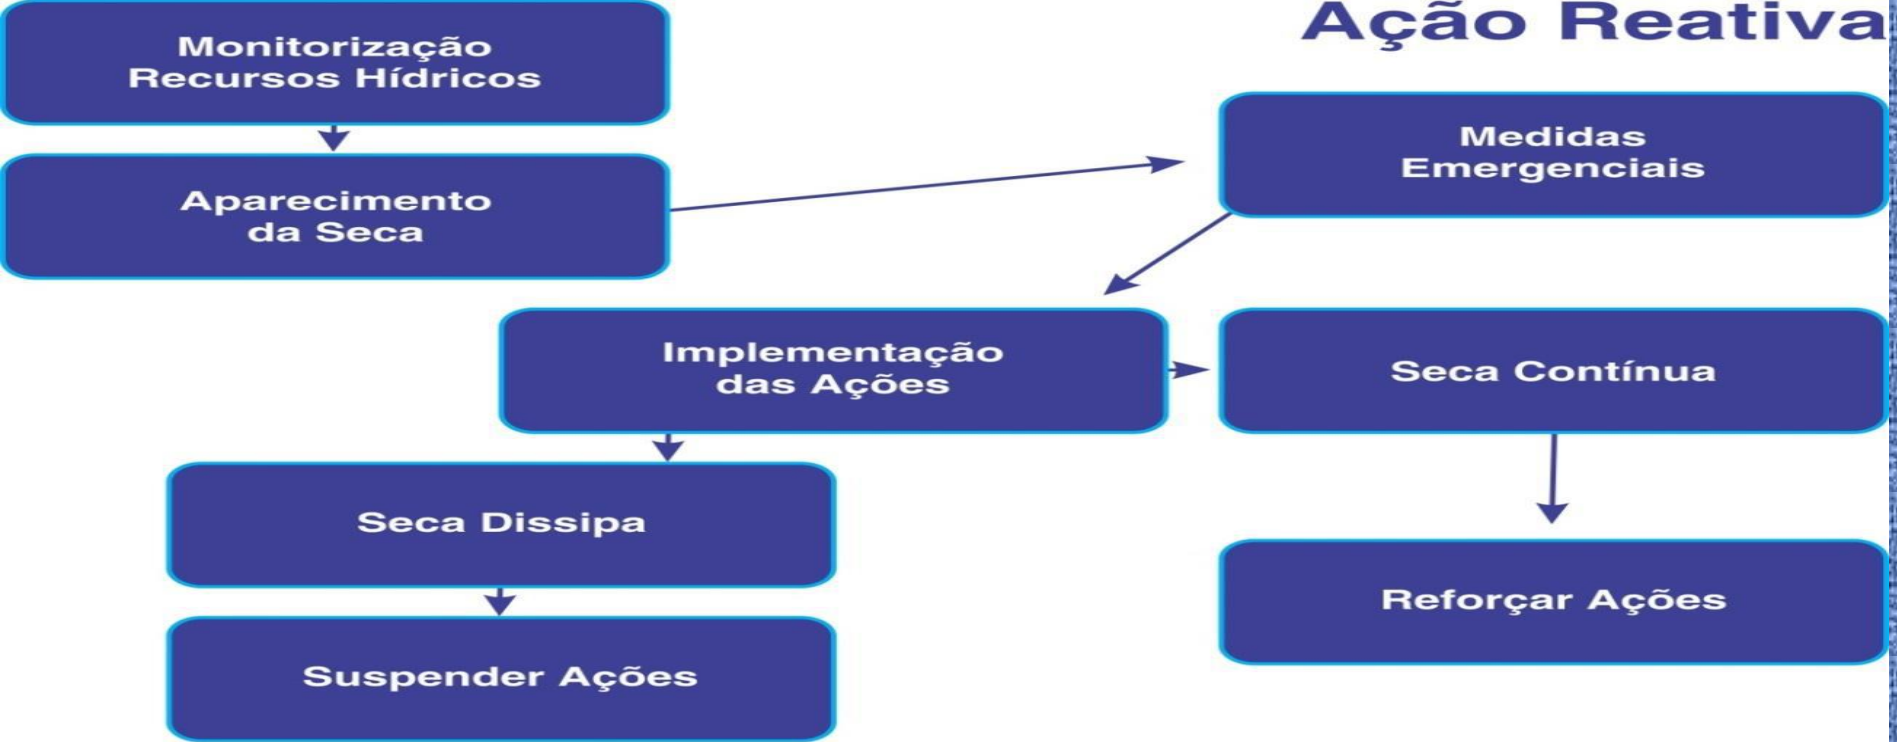 Ação Reativa
Monitorização
Recursos Hídricos
Medidas
Emergenciais
Aparecimento
da Seca
Implementação
das Ações
Seca Contínua
Seca Dissipa
Reforçar Ações
Suspender Ações